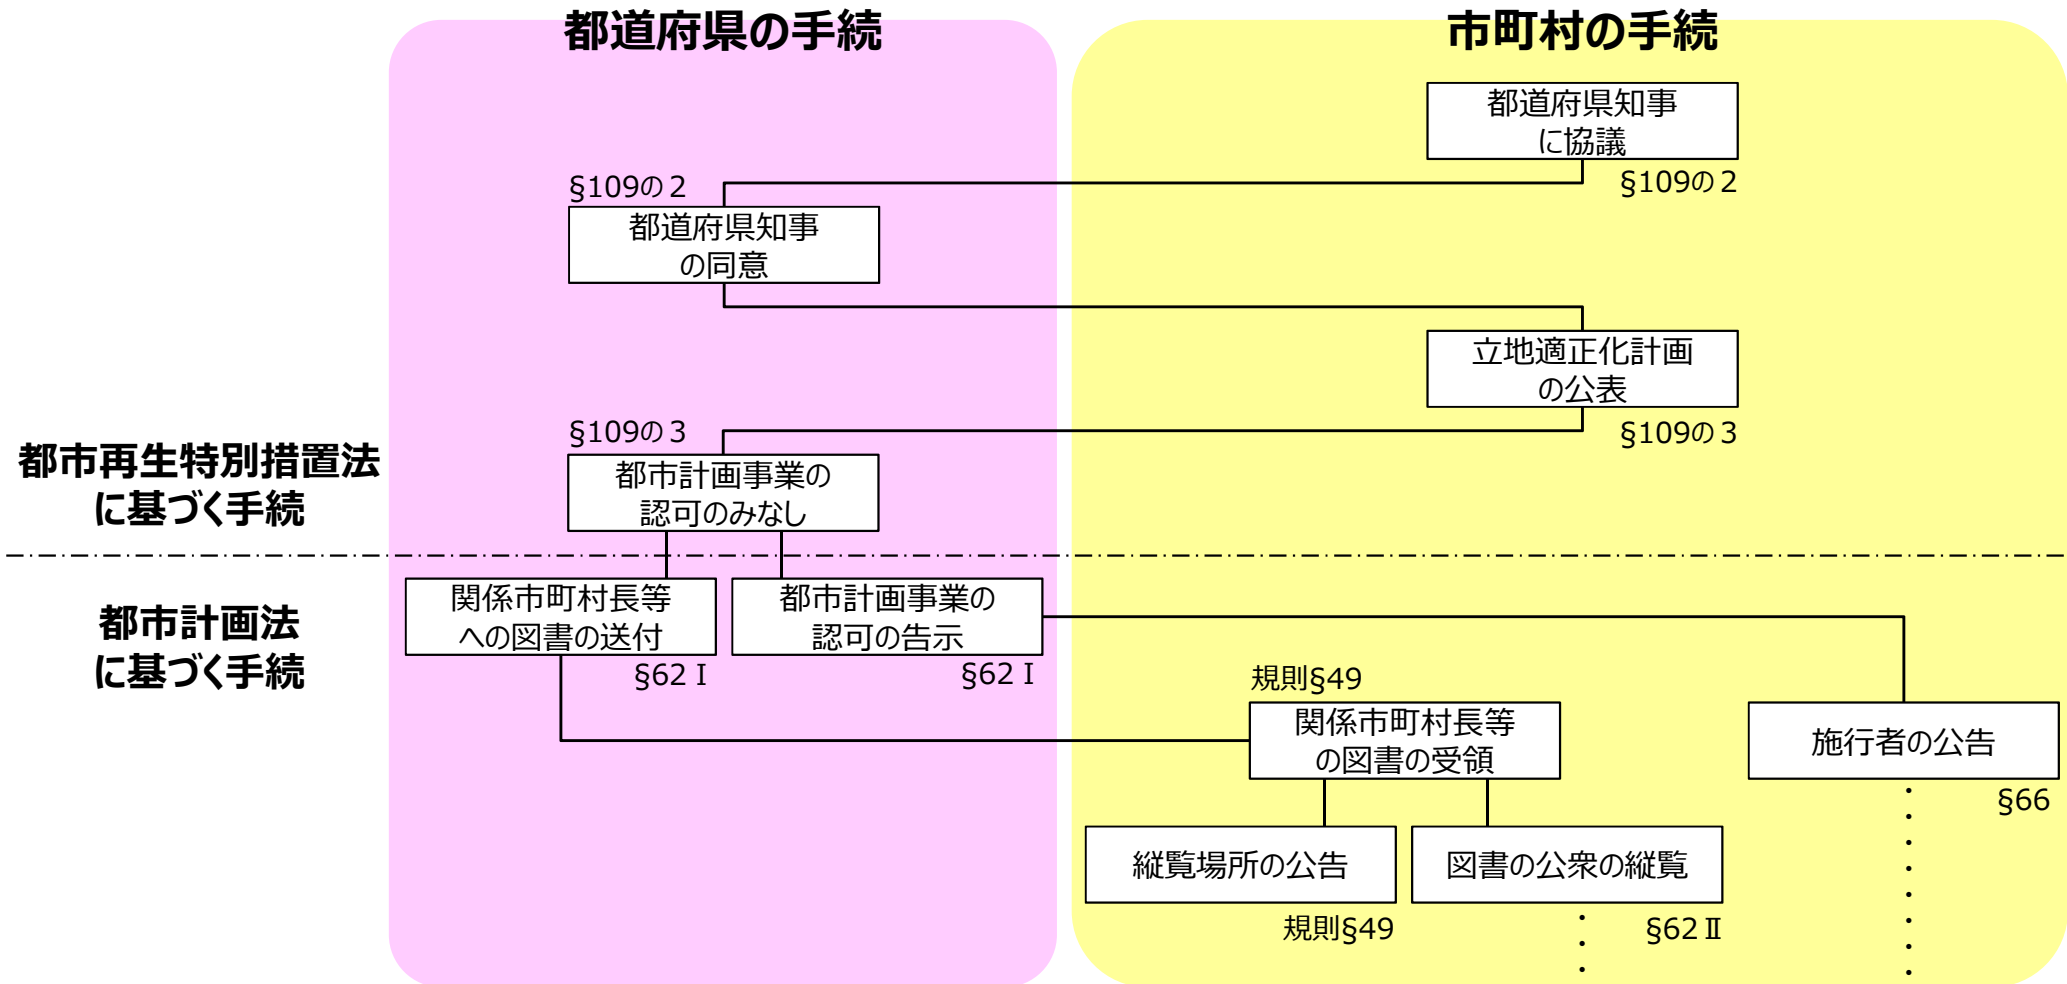 都道府県の手続
市町村の手続
都道府県知事
に協議
§109の２
§109の２
都道府県知事
の同意
立地適正化計画
の公表
§109の３
§109の３
都市計画事業の
認可のみなし
都市再生特別措置法
に基づく手続
都市計画法
に基づく手続
関係市町村長等
への図書の送付
§62Ⅰ
都市計画事業の
認可の告示
§62Ⅰ
規則§49
関係市町村長等
の図書の受領
施行者の公告
§66
縦覧場所の公告
規則§49
図書の公衆の縦覧
§62Ⅱ